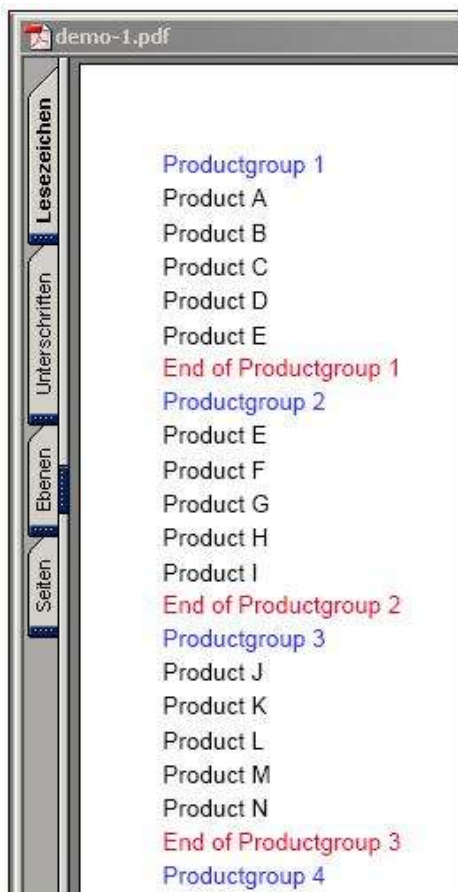 demo-1.pdf
Lesezeichen
Unterschriften
Ebenen
Seiten
Productgroup 1
Product A
Product B
Product C
Product D
Product E
End of Productgroup 1
Productgroup 2
Product E
Product F
Product G
Product H
Product I
End of Productgroup 2
Productgroup 3
Product J
Product K
Product L
Product M
Product N
End of Productgroup 3
Productgroup 4